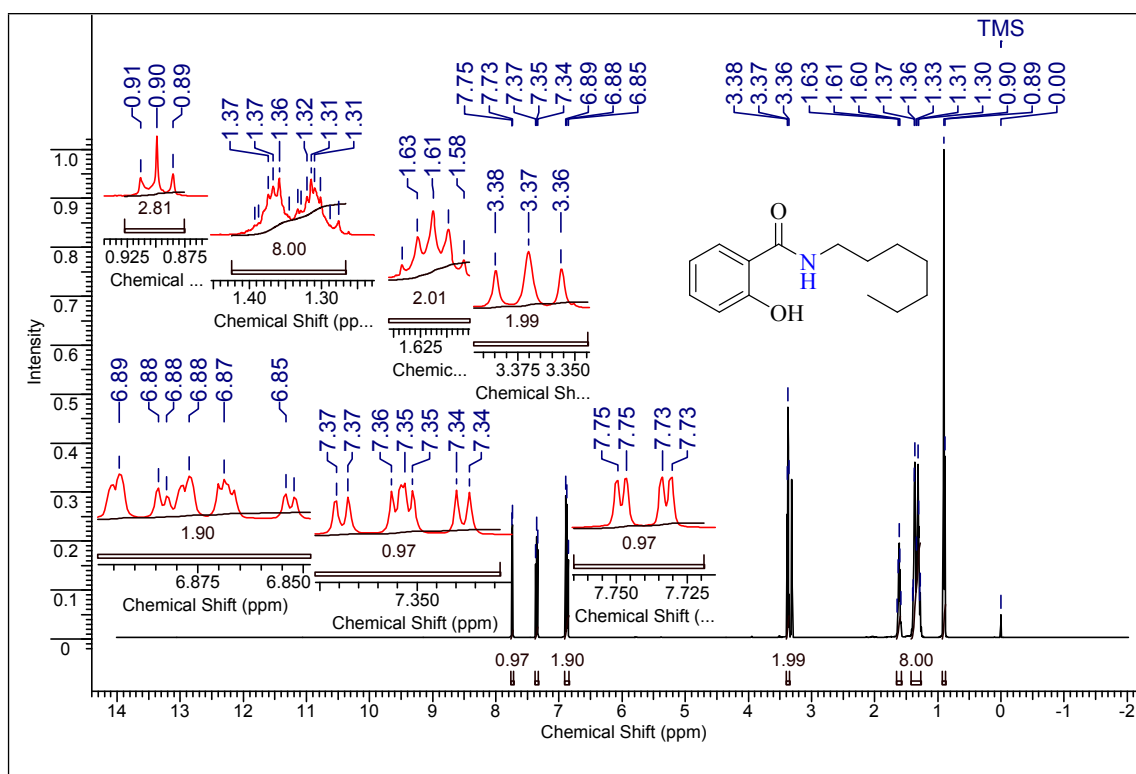 TMS
0.91 0.90 0.89
1.37 1.37 1.36 1.32 1.31 1.31
1.63 1.61 1.58
3.38 3.37 3.36
7.75 7.73 7.37 7.35 7.34 6.89 6.88 6.85
3.38 3.37 3.36 1.63 1.61 1.60 1.37 1.36 1.33 1.31 1.30 0.90 0.89 0.00
2.81
0.925 0.875
Chemical ...
8.00
1.40 1.30
Chemical Shift (pp...
2.01
1.625
Chemic...
1.99
3.375 3.350
Chemical Sh...
O
N
H
OH
6.89 6.88 6.88 6.88 6.87 6.85
1.90
6.875 6.850
Chemical Shift (ppm)
7.37 7.37 7.36 7.35 7.35 7.34 7.34
0.97
7.350
Chemical Shift (ppm)
7.75 7.75 7.73 7.73
0.97
7.750 7.725
Chemical Shift (...
Intensity
1.0
0.9
0.8
0.7
0.6
0.5
0.4
0.3
0.2
0.1
0
0.97 1.90 1.99 8.00
14 13 12 11 10 9 8 7 6 5 4 3 2 1 0 -1 -2
Chemical Shift (ppm)